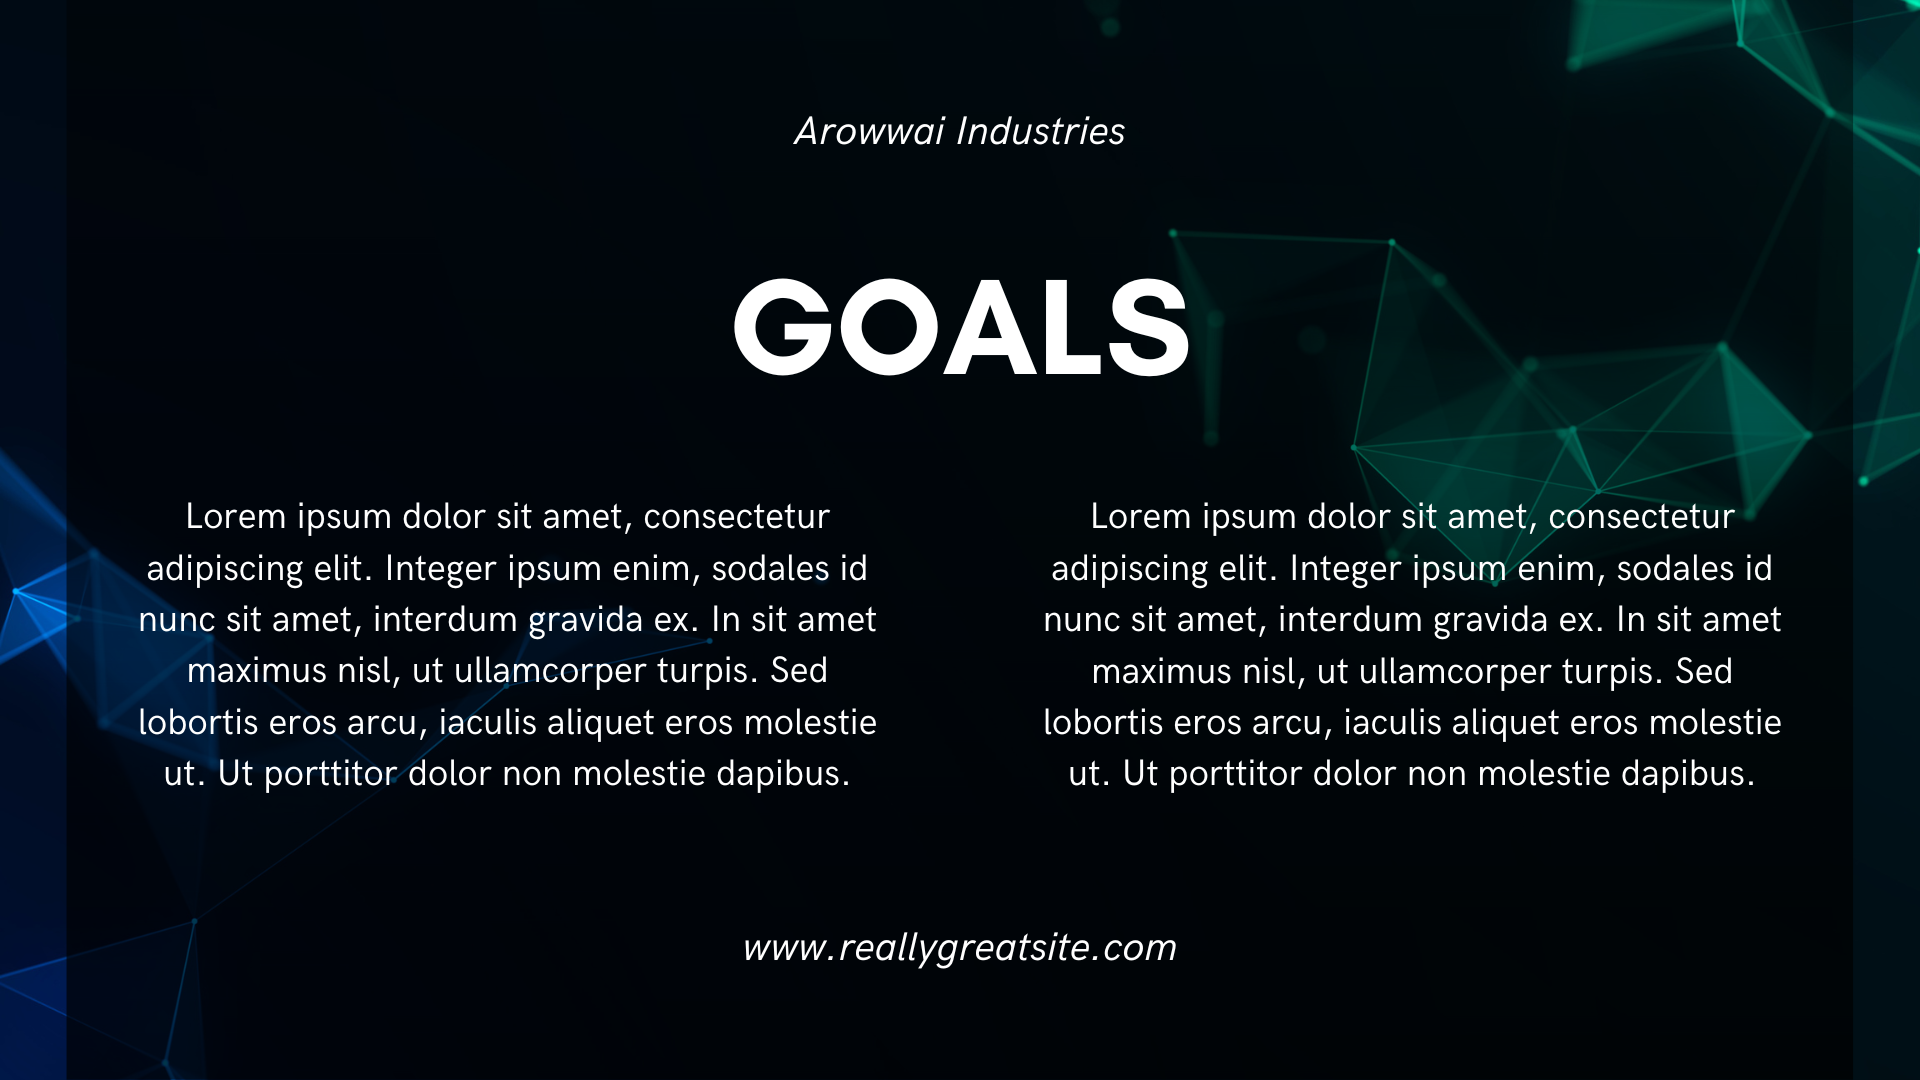 Arowwai Industries
GOALS
Lorem ipsum dolor sit amet, consectetur
adipiscing elit. Integer ipsum enim, sodales id
nunc sit amet, interdum gravida ex. In sit amet
maximus nisl, ut ullamcorper turpis. Sed
lobortis eros arcu, iaculis aliquet eros molestie
ut. Ut porttitor dolor non molestie dapibus.
Lorem ipsum dolor sit amet, consectetur
adipiscing elit. Integer ipsum enim, sodales id
nunc sit amet, interdum gravida ex. In sit amet
maximus nisl, ut ullamcorper turpis. Sed
lobortis eros arcu, iaculis aliquet eros molestie
ut. Ut porttitor dolor non molestie dapibus.
www.reallygreatsite.com